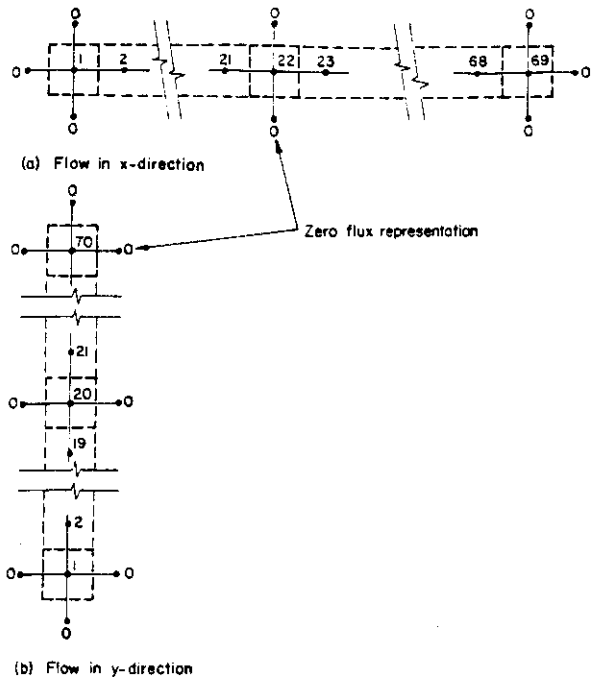 0 0 0
0 1 2 21 22 23 68 69 0
0 0 0
(a) Flow in x-direction
0
0 70 0
Zero flux representation
21
0 20 0
19
2
0 1 0
0
(b) Flow in y-direction